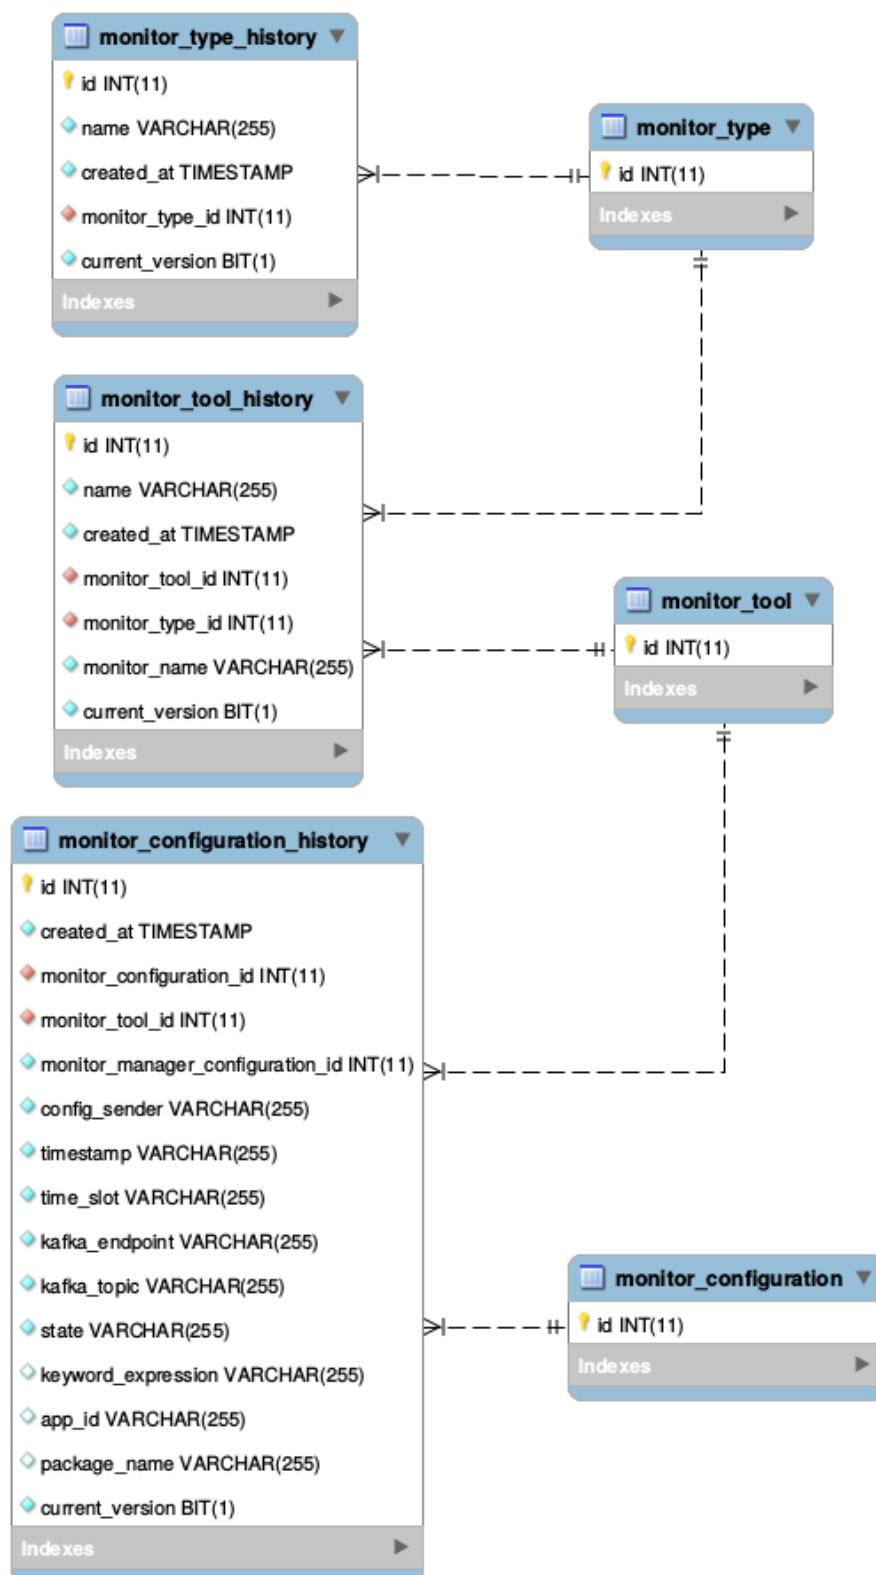 monitor_type_history
id INT(11)
name VARCHAR(255)
created_at TIMESTAMP
monitor_type_id INT(11)
current_version BIT(1)
Indexes
monitor_type
id INT(11)
Indexes
monitor_tool_history
id INT(11)
name VARCHAR(255)
created_at TIMESTAMP
monitor_tool_id INT(11)
monitor_type_id INT(11)
monitor_name VARCHAR(255)
current_version BIT(1)
Indexes
monitor_tool
id INT(11)
Indexes
monitor_configuration_history
id INT(11)
created_at TIMESTAMP
monitor_configuration_id INT(11)
monitor_tool_id INT(11)
monitor_manager_configuration_id INT(11)
config_sender VARCHAR(255)
timestamp VARCHAR(255)
time_slot VARCHAR(255)
kafka_endpoint VARCHAR(255)
kafka_topic VARCHAR(255)
state VARCHAR(255)
keyword_expression VARCHAR(255)
app_id VARCHAR(255)
package_name VARCHAR(255)
current_version BIT(1)
Indexes
monitor_configuration
id INT(11)
Indexes